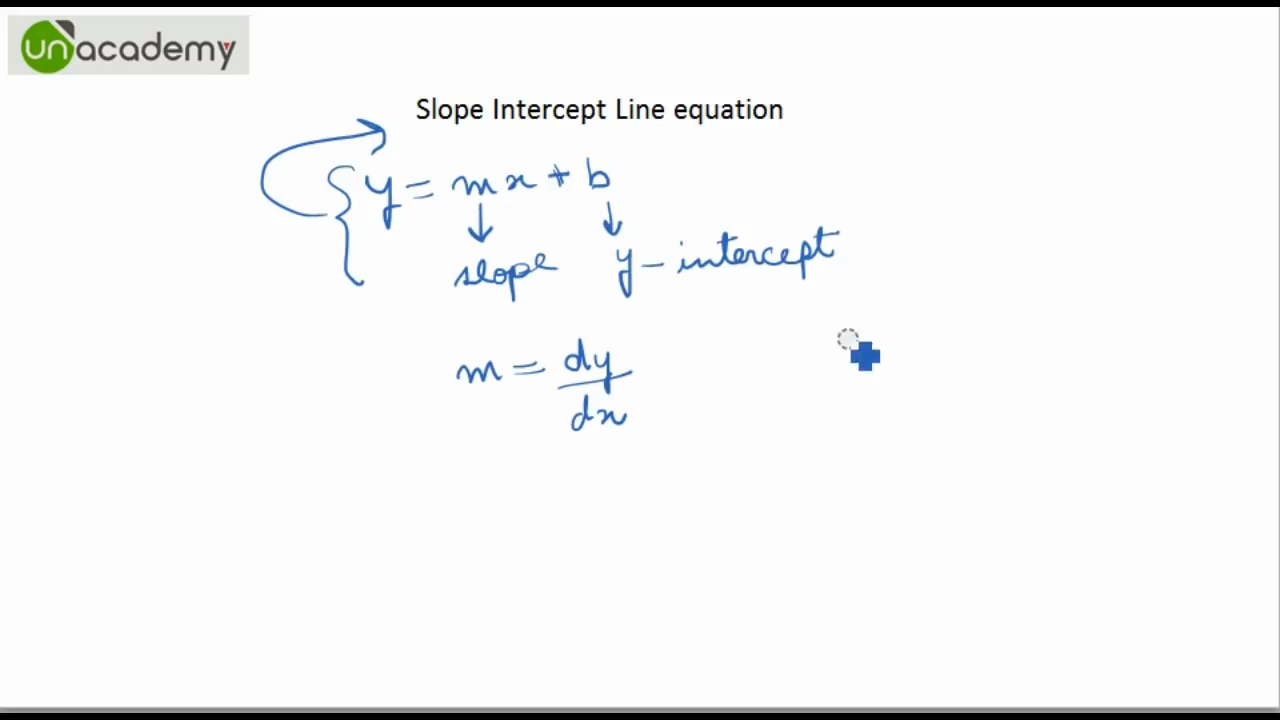 unacademy
Slope Intercept Line equation
y = mx + b
slope y - intercept
m = dy
dx